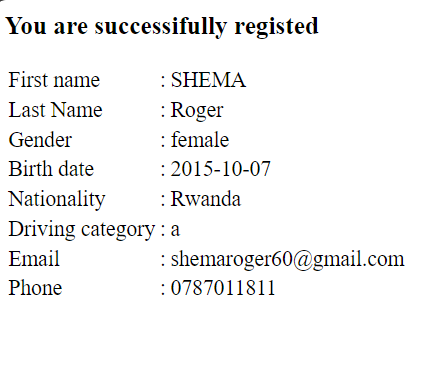 You are successifully registed
First name : SHEMA
Last Name : Roger
Gender : female
Birth date : 2015-10-07
Nationality : Rwanda
Driving category : a
Email : shemaroger60@gmail.com
Phone : 0787011811